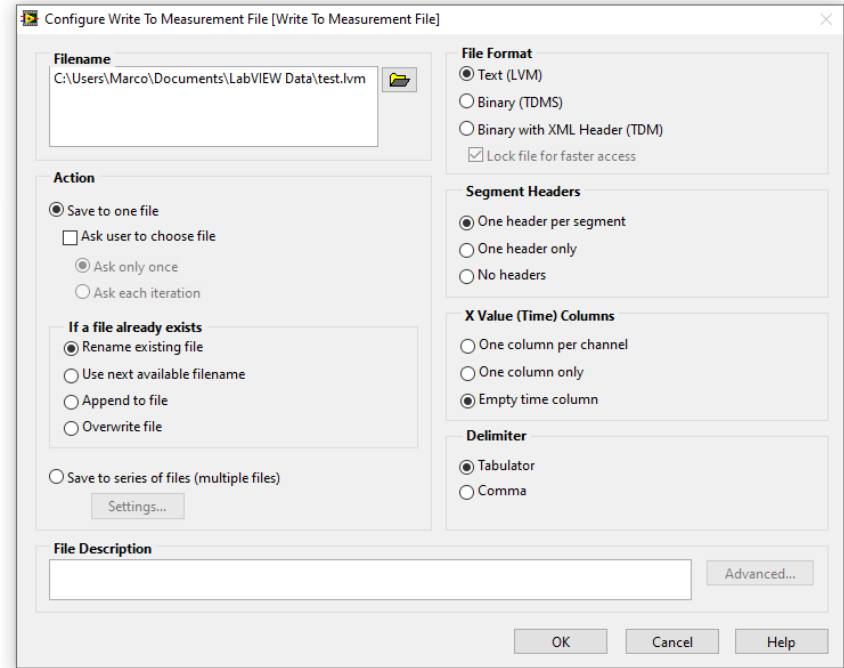 Configure Write To Measurement File [Write To Measurement File]
Filename
C:\Users\Marco\Documents\LabVIEW Data\test.lvm
Action
Save to one file
Ask user to choose file
Ask only once
Ask each iteration
If a file already exists
Rename existing file
Use next available filename
Append to file
Overwrite file
Save to series of files (multiple files)
Settings...
File Format
Text (LVM)
Binary (TDMS)
Binary with XML Header (TDM)
Lock file for faster access
Segment Headers
One header per segment
One header only
No headers
X Value (Time) Columns
One column per channel
One column only
Empty time column
Delimiter
Tabulator
Comma
File Description
Advanced...
OK
Cancel
Help